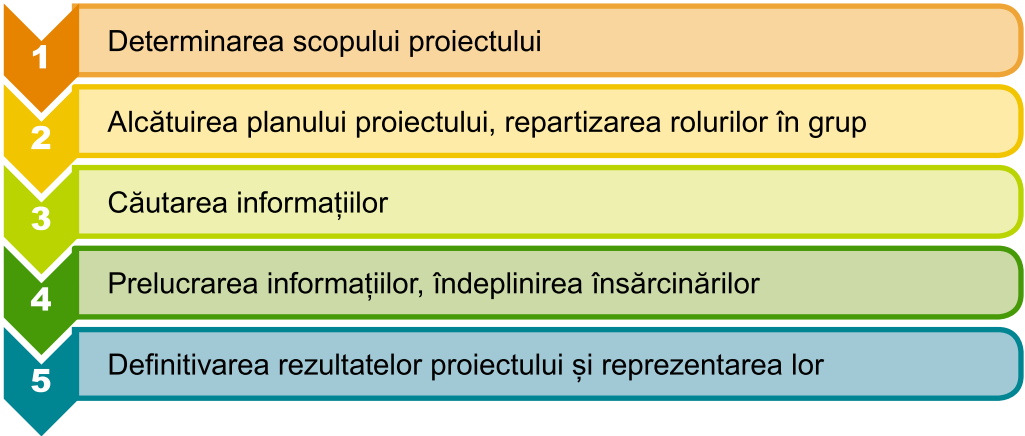 1 Determinarea scopului proiectului
2 Alcătuirea planului proiectului, repartizarea rolurilor în grup
3 Căutarea informațiilor
4 Prelucrarea informațiilor, îndeplinirea însărcinărilor
5 Definitivarea rezultatelor proiectului și reprezentarea lor